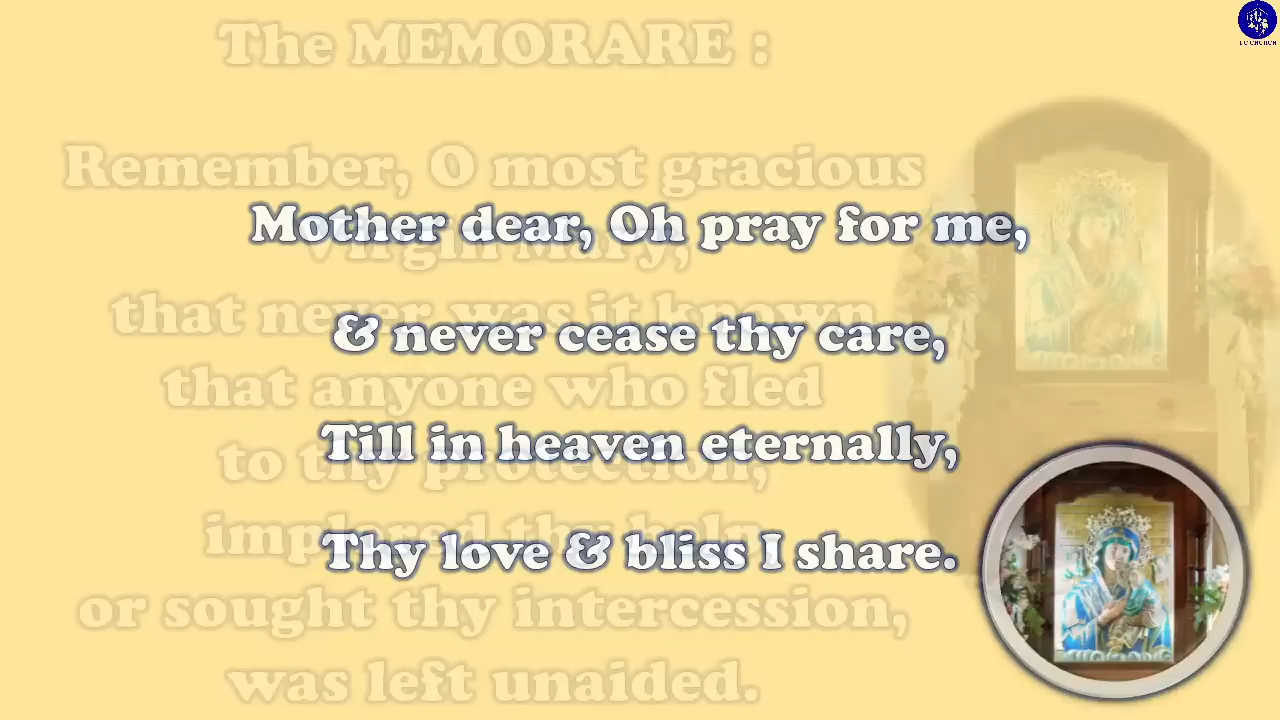 The MEMORARE :
Remember, O most gracious
Virgin Mary,
that never was it known
that anyone who fled
to thy protection,
implored thy help
or sought thy intercession,
was left unaided.
Mother dear, Oh pray for me,
& never cease thy care,
Till in heaven eternally,
Thy love & bliss I share.
I C CHURCH